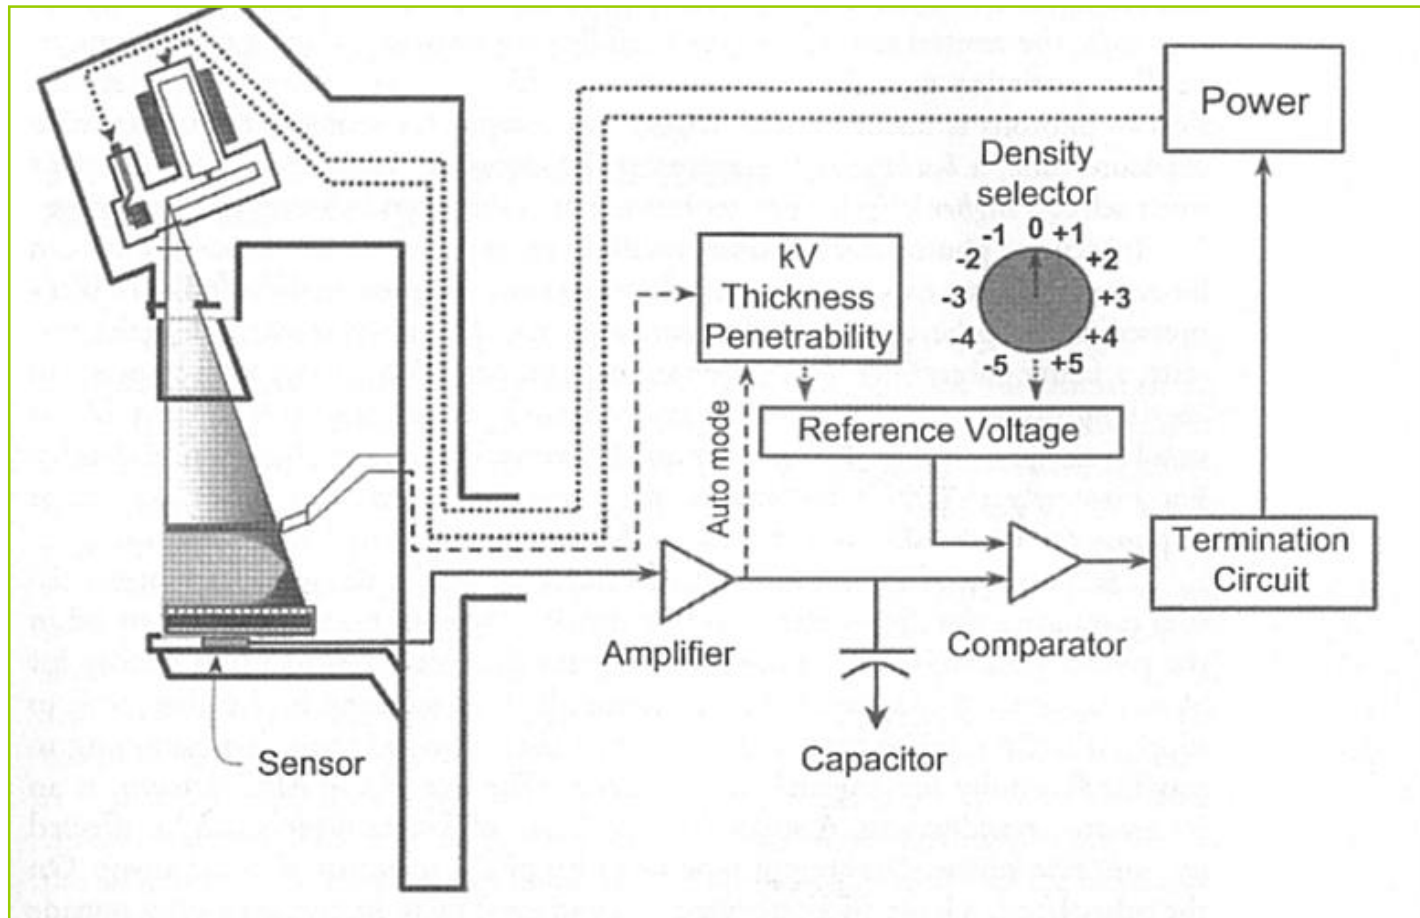 Power
Density
selector
-1 0 +1
-2 +2
-3 +3
-4 +4
-5 +5
kV
Thickness
Penetrability
Reference Voltage
Auto mode
Termination
Circuit
Amplifier
Comparator
Capacitor
Sensor